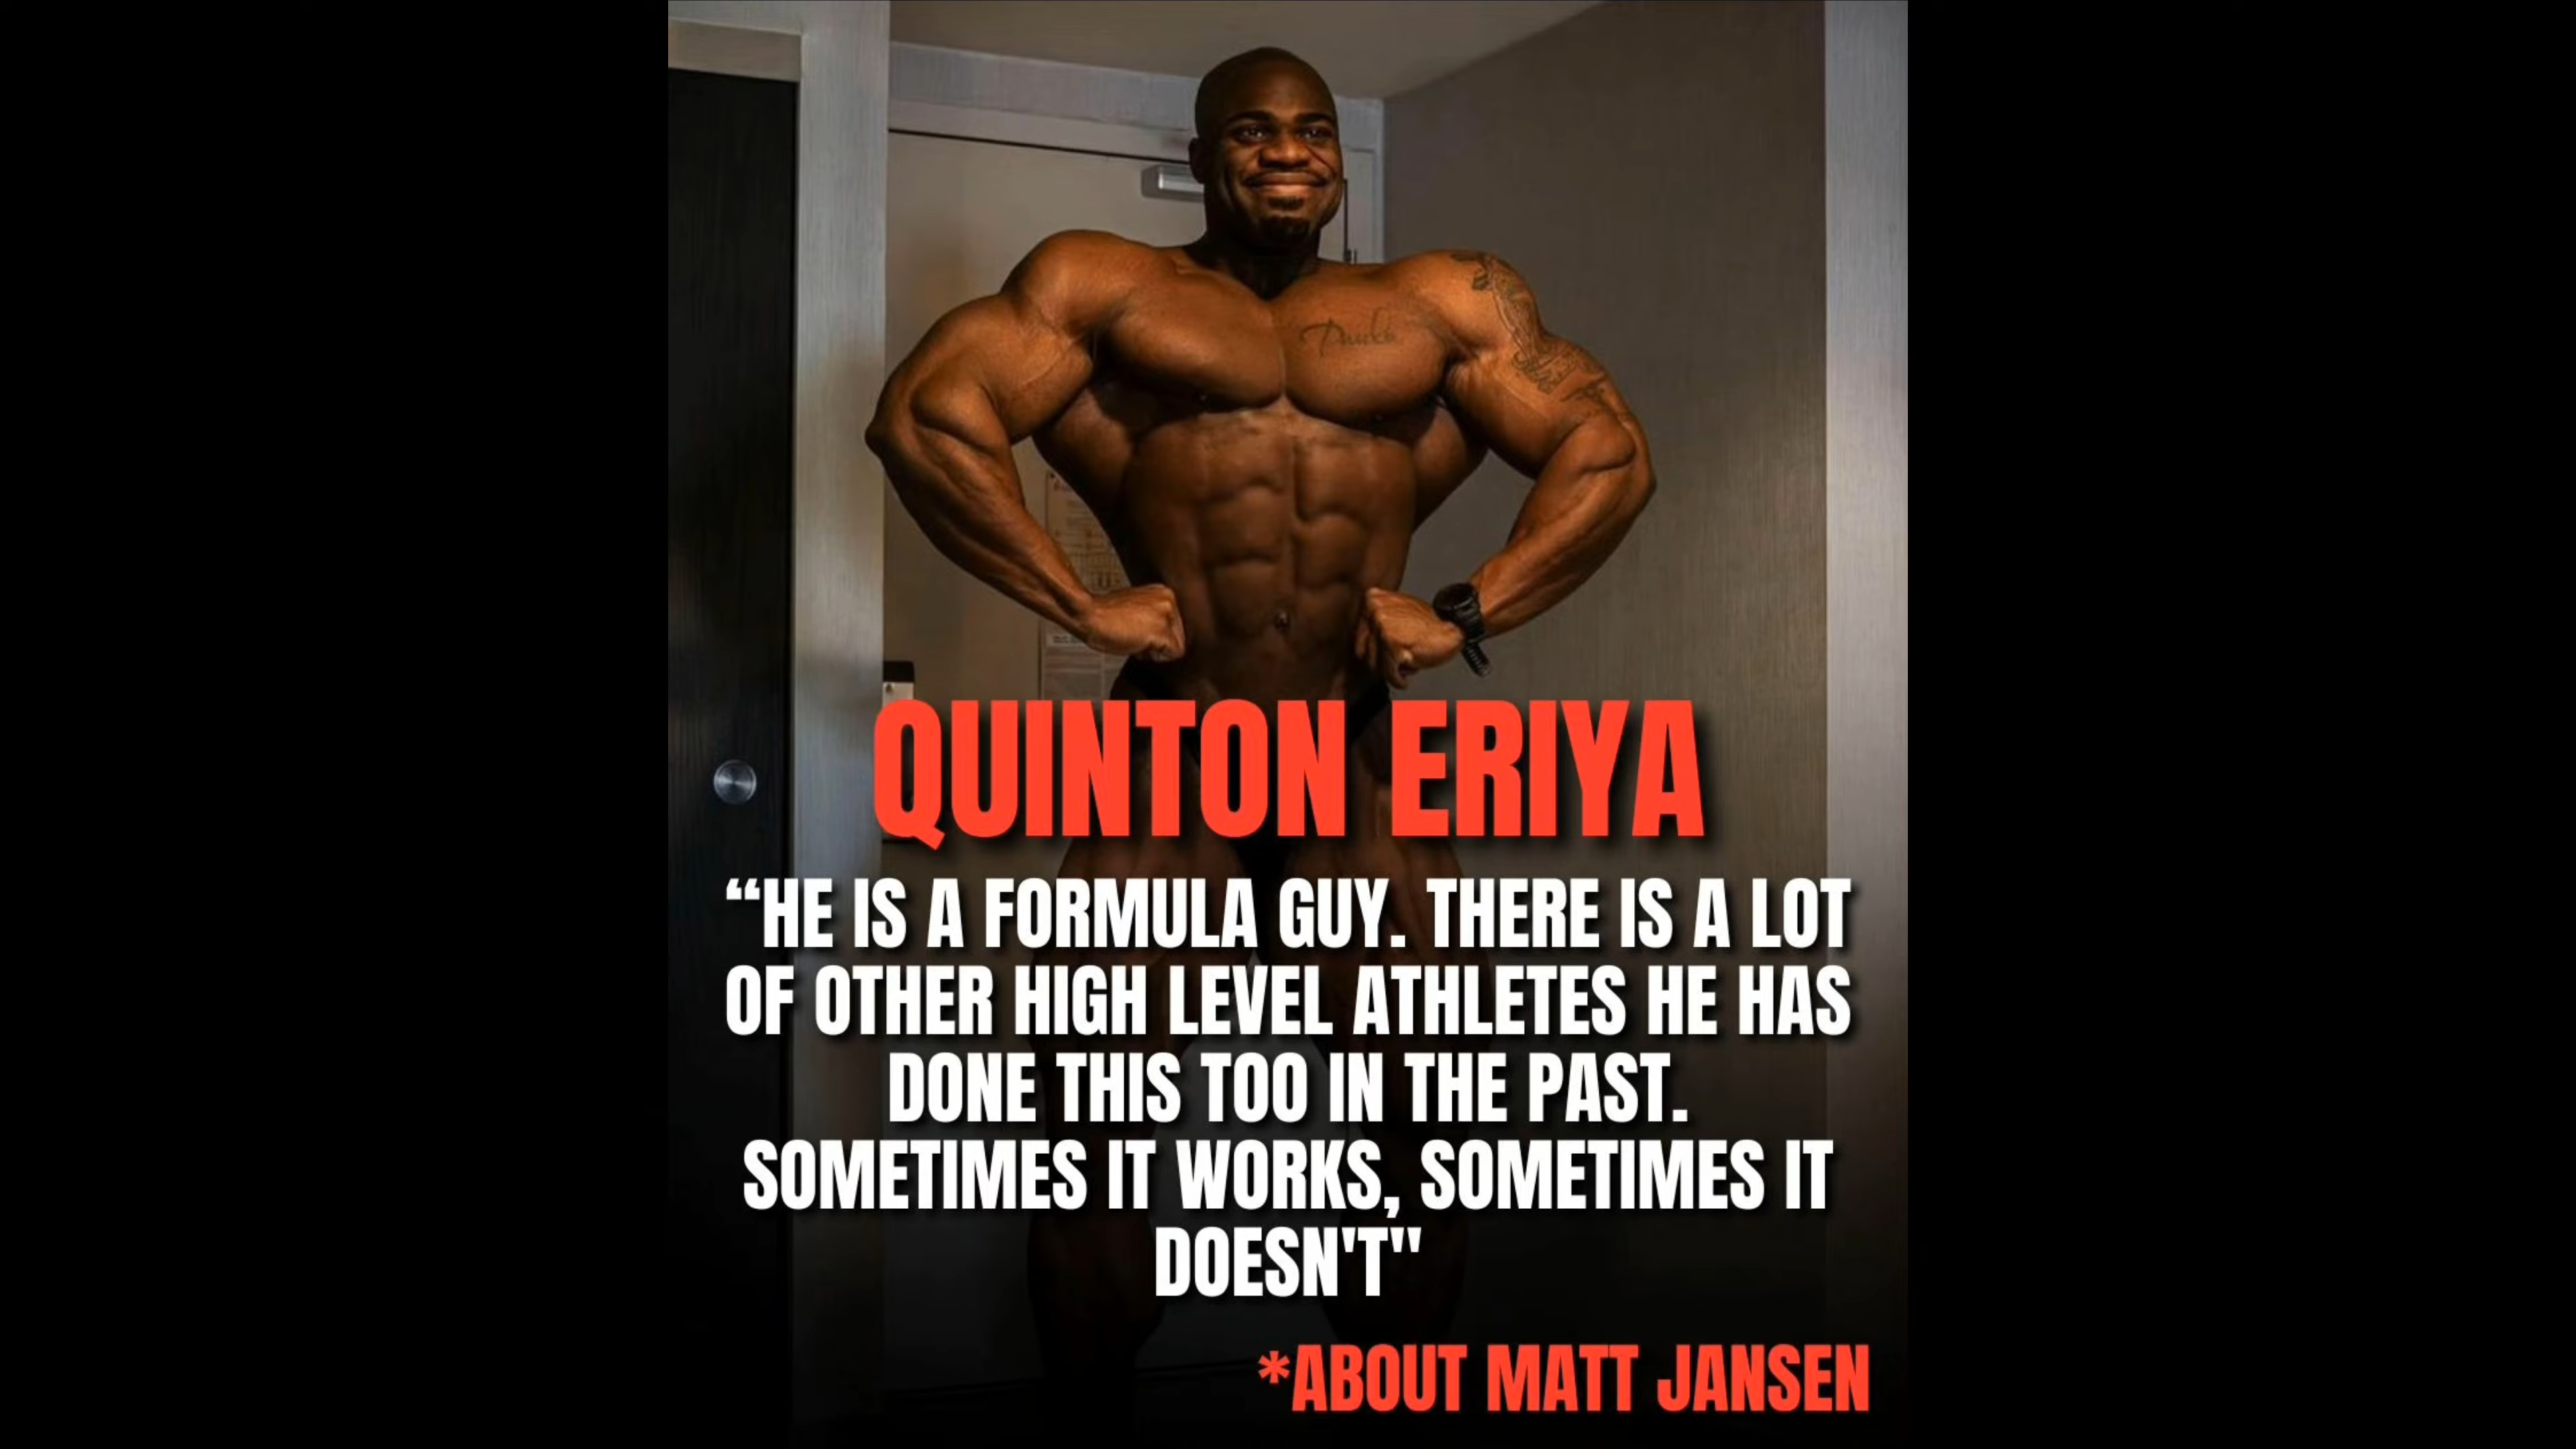 QUINTON ERIYA
“HE IS A FORMULA GUY. THERE IS A LOT
OF OTHER HIGH LEVEL ATHLETES HE HAS
DONE THIS TOO IN THE PAST.
SOMETIMES IT WORKS, SOMETIMES IT
DOESN'T"
*ABOUT MATT JANSEN